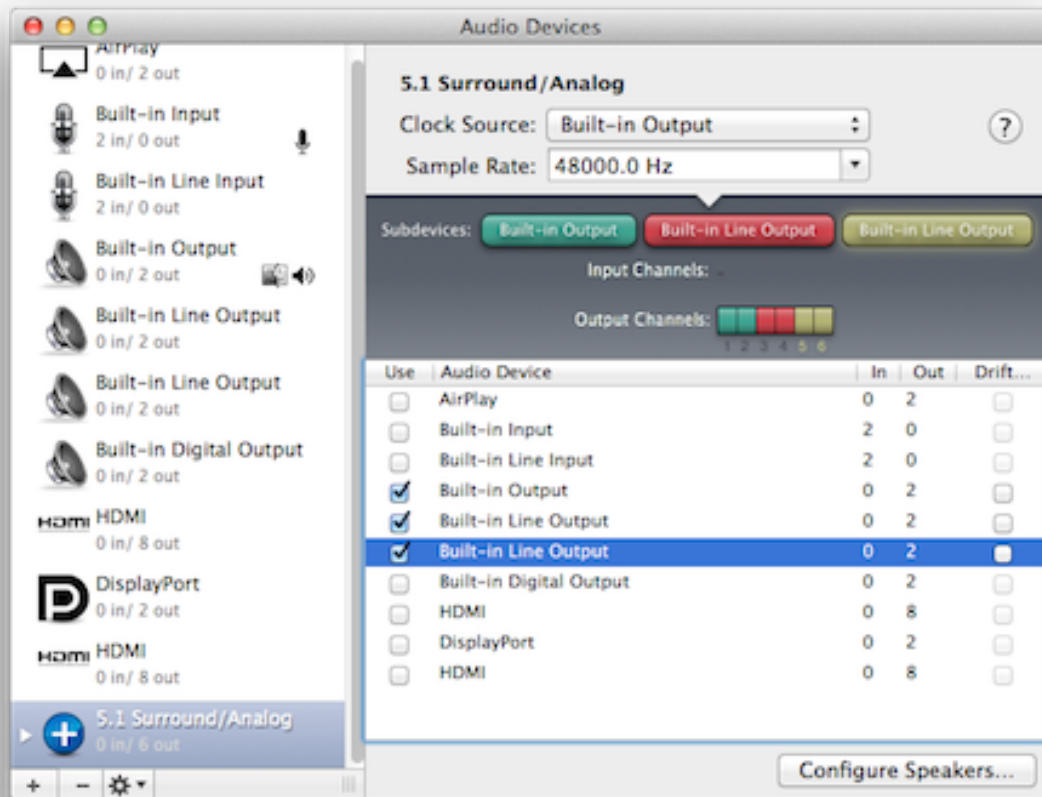 Audio Devices
AirPlay
0 in/ 2 out
Built-in Input
2 in/ 0 out
Built-in Line Input
2 in/ 0 out
Built-in Output
0 in/ 2 out
Built-in Line Output
0 in/ 2 out
Built-in Line Output
0 in/ 2 out
Built-in Digital Output
0 in/ 2 out
HDMI HDMI
0 in/ 8 out
DisplayPort
0 in/ 2 out
HDMI HDMI
0 in/ 8 out
5.1 Surround/Analog
0 in/ 6 out
5.1 Surround/Analog
Clock Source: Built-in Output
?
Sample Rate: 48000.0 Hz
Subdevices: Built-in Output Built-in Line Output Built-in Line Output
Input Channels: -
Output Channels:
1 2 3 4 5 6
Use Audio Device In Out Drift...
AirPlay 0 2
Built-in Input 2 0
Built-in Line Input 2 0
Built-in Output 0 2
Built-in Line Output 0 2
Built-in Line Output 0 2
Built-in Digital Output 0 2
HDMI 0 8
DisplayPort 0 2
HDMI 0 8
Configure Speakers...